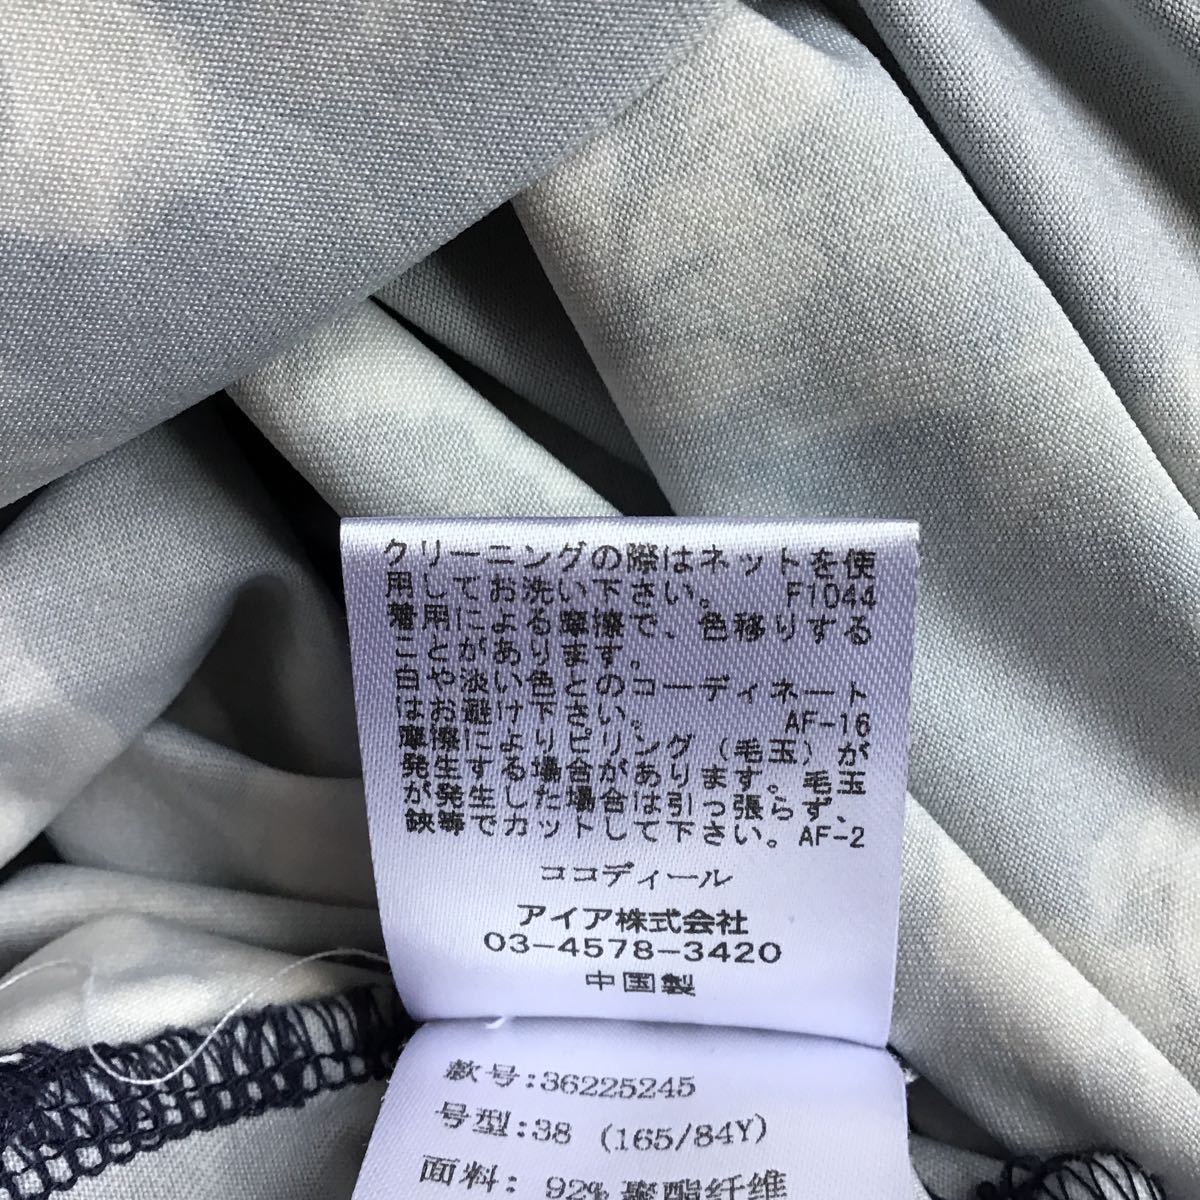 クリーニングの際はネットを使
用してお洗い下さい。 F1044
着用による摩擦で、色移りする
ことがあります。
白や淡い色とのコーディネート
はお避け下さい。 AF-16
摩擦によりピリング（毛玉）が
発生する場合があります。毛玉
が発生した場合は引っ張らず、
鋏等でカットして下さい。AF-2
ココディール
アイア株式会社
03-4578-3420
中国製
款号:36225245
号型:38 (165/84Y)
面料: 92% 聚酯纤维